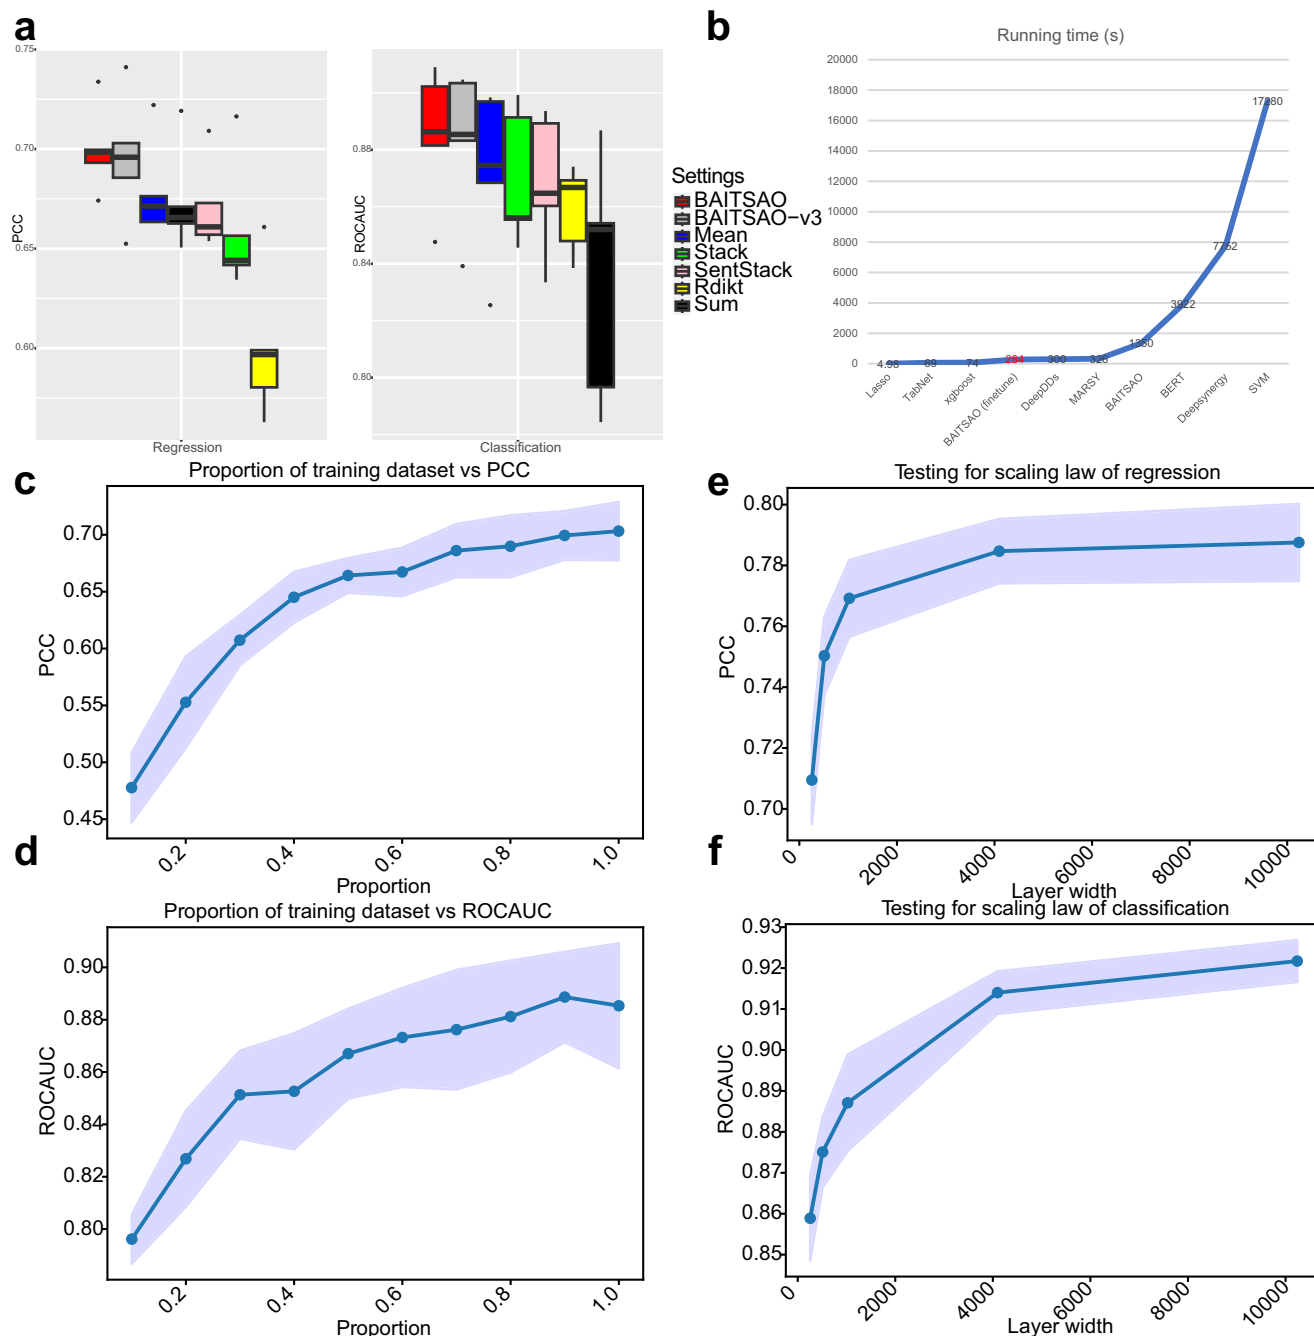 a
0.75
0.70
0.65
0.60
PCC
Regression
0.88
0.84
0.80
ROCAUC
Classification
Settings
BAITSAO
BAITSAO-v3
Mean
Stack
SentStack
Rdikt
Sum
b
Running time (s)
20000
18000
16000
14000
12000
10000
8000
6000
4000
2000
0
4.98
69
74
284
300
326
1350
3922
7752
17280
Lasso
TabNet
xgboost
BAITSAO (finetune)
DeepDDs
MARSY
BAITSAO
BERT
Deepsynergy
SVM
c
Proportion of training dataset vs PCC
0.70
0.65
0.60
0.55
0.50
0.45
PCC
0.2
0.4
0.6
0.8
1.0
Proportion
e
Testing for scaling law of regression
0.80
0.78
0.76
0.74
0.72
0.70
PCC
0
2000
4000
6000
8000
10000
Layer width
d
Proportion of training dataset vs ROCAUC
0.90
0.88
0.86
0.84
0.82
0.80
ROCAUC
0.2
0.4
0.6
0.8
1.0
Proportion
f
Testing for scaling law of classification
0.93
0.92
0.91
0.90
0.89
0.88
0.87
0.86
0.85
ROCAUC
0
2000
4000
6000
8000
10000
Layer width